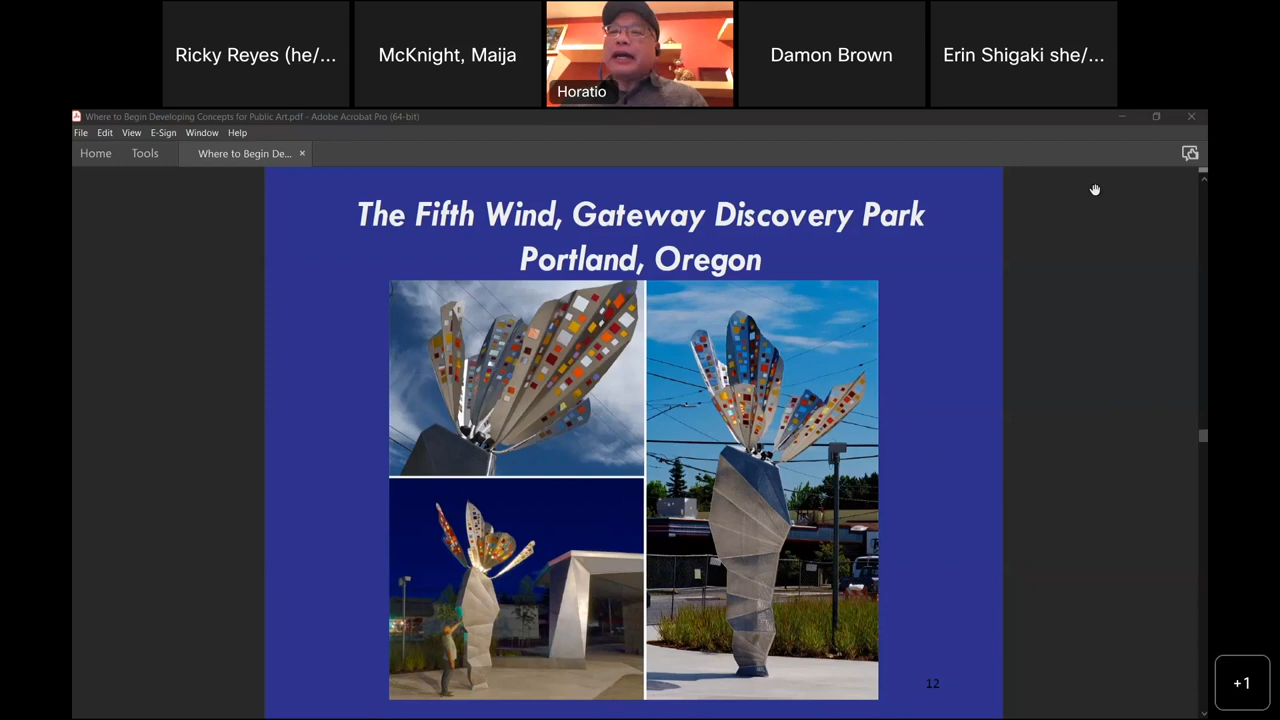 Ricky Reyes (he/...
McKnight, Maija
Horatio
Damon Brown
Erin Shigaki she/...
Where to Begin Developing Concepts for Public Art.pdf - Adobe Acrobat Pro (64-bit)
File Edit View E-Sign Window Help
Home Tools Where to Begin De... ×
The Fifth Wind, Gateway Discovery Park
Portland, Oregon
12
+1